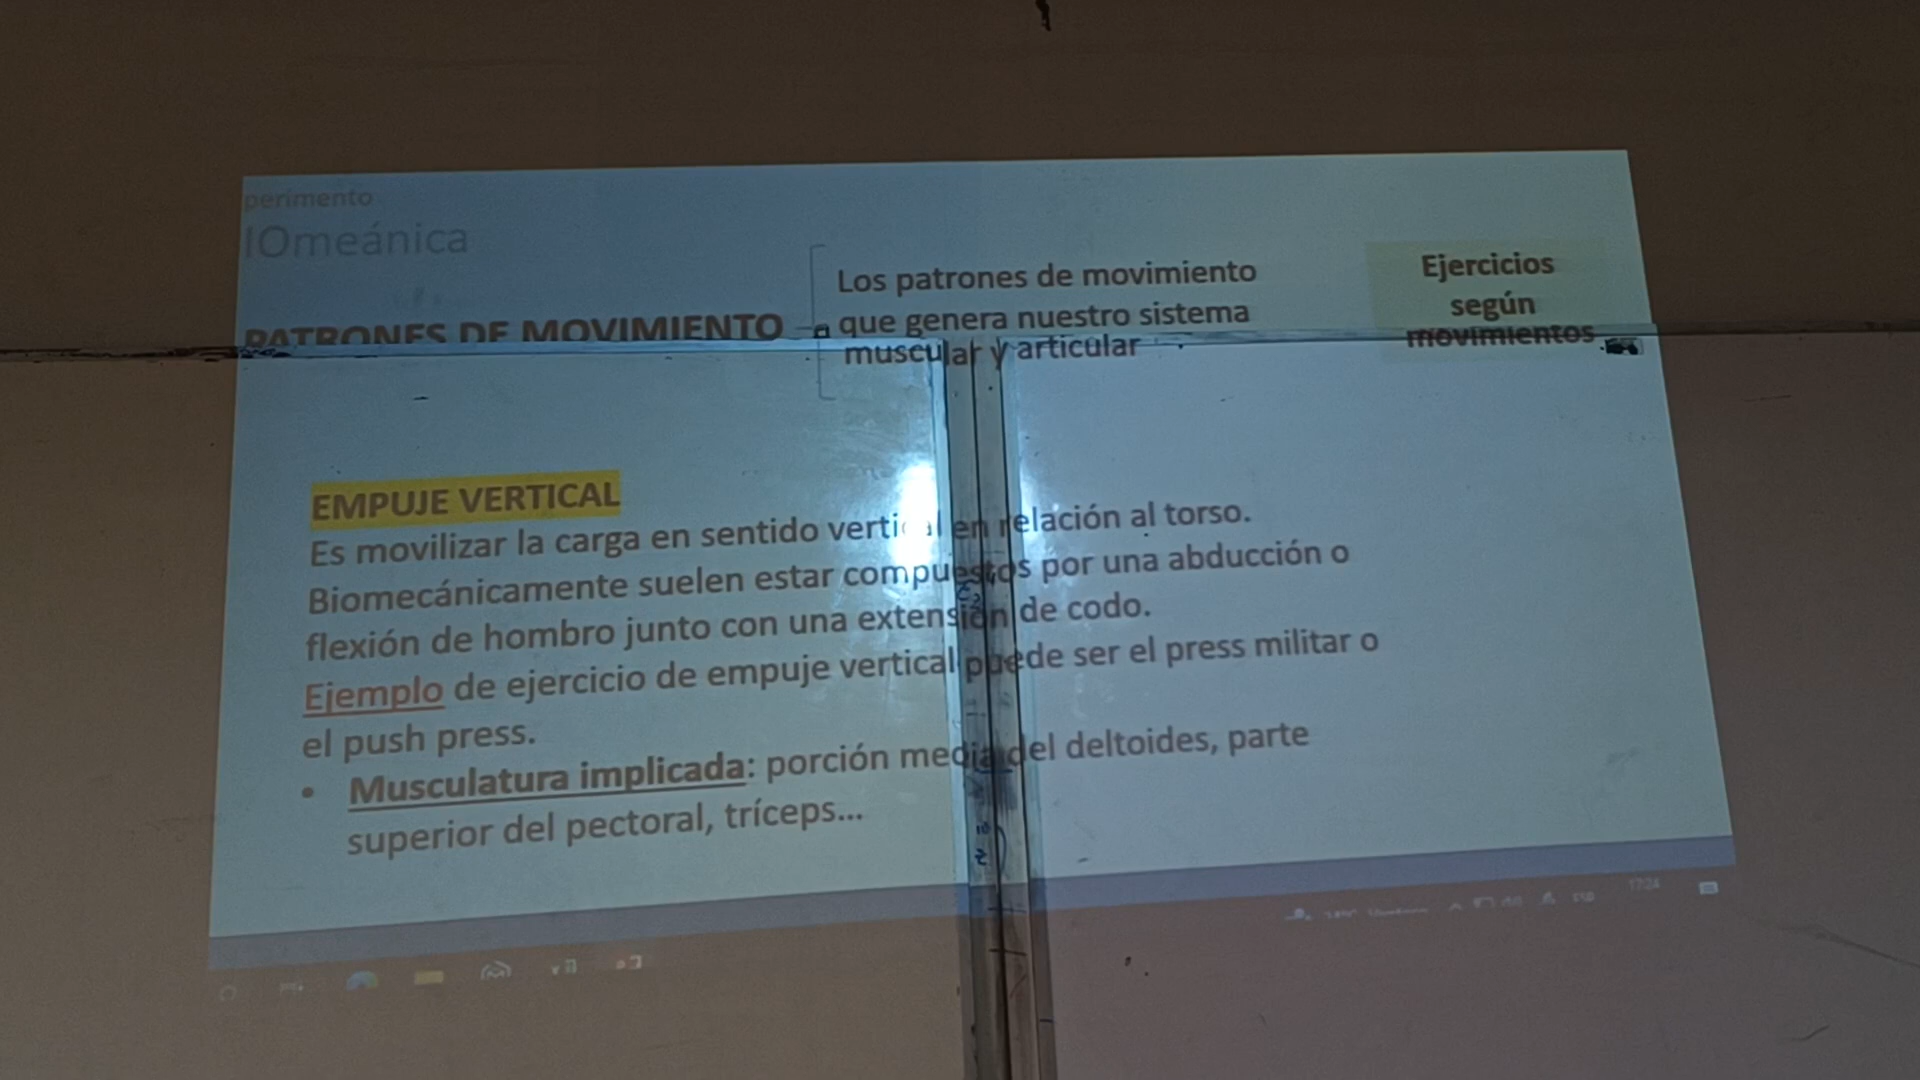 perimento
IOmeánica
PATRONES DE MOVIMIENTO
Los patrones de movimiento
que genera nuestro sistema
muscular y articular
Ejercicios
según
movimientos
EMPUJE VERTICAL
Es movilizar la carga en sentido vertical en relación al torso.
Biomecánicamente suelen estar compuestos por una abducción o
flexión de hombro junto con una extensión de codo.
Ejemplo de ejercicio de empuje vertical puede ser el press militar o
el push press.
• Musculatura implicada: porción media del deltoides, parte
superior del pectoral, tríceps...
17:24